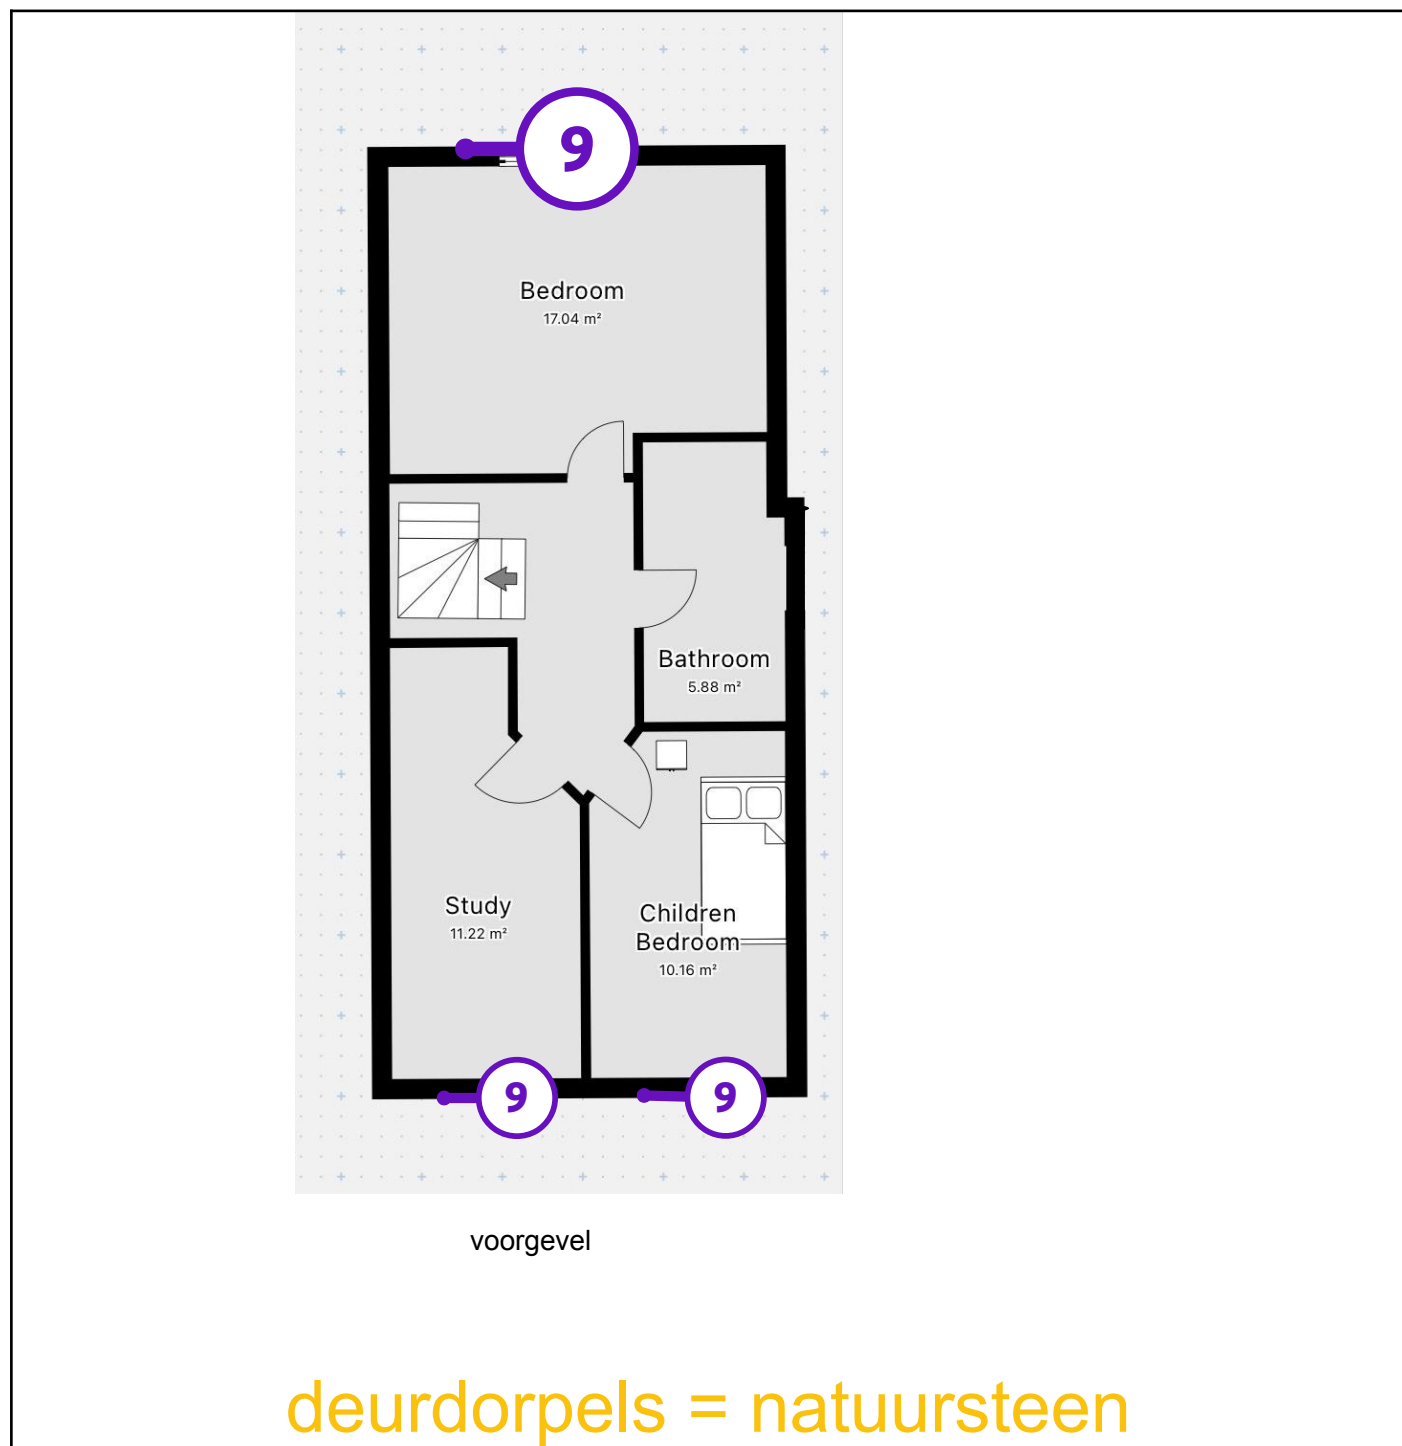 9
Bedroom
17.04 m²
Bathroom
5.88 m²
Study
11.22 m²
Children
Bedroom
10.16 m²
9
9
voorgevel
deurdorpels = natuursteen